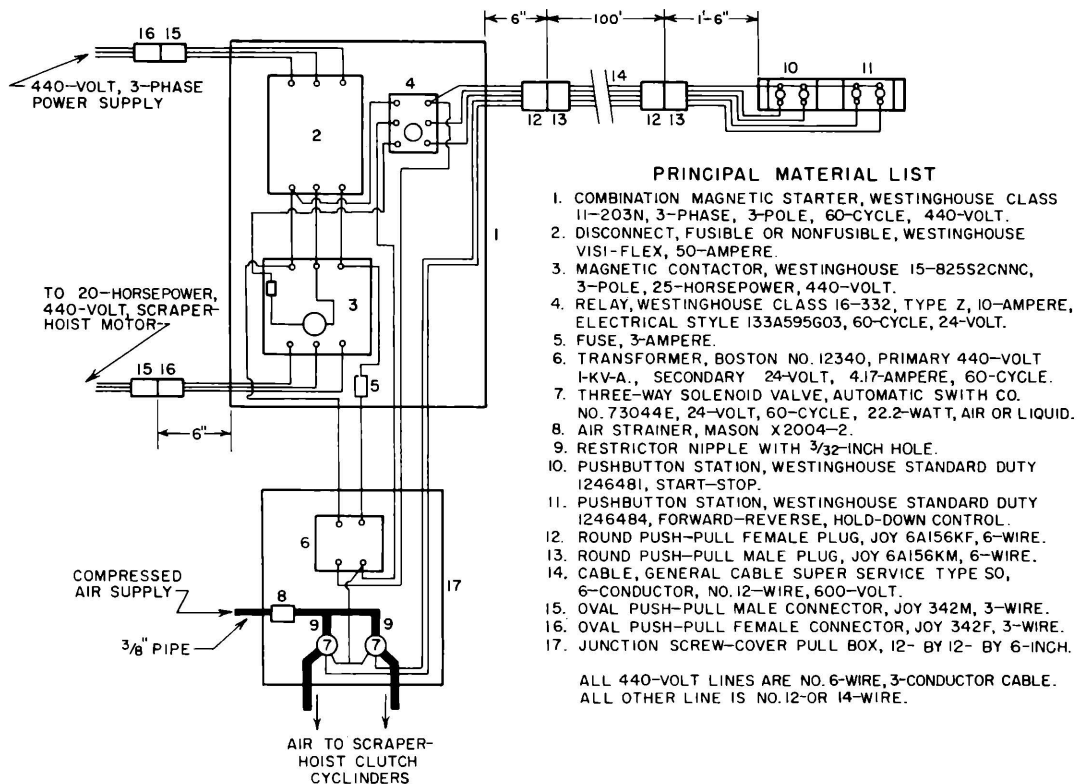 6"
100'
1'-6"
16 15
440-VOLT, 3-PHASE
POWER SUPPLY
2
4
14
12 13
12 13
10
11
1
TO 20-HORSEPOWER,
440-VOLT, SCRAPER-
HOIST MOTOR
3
15 16
5
6"
6
17
COMPRESSED
AIR SUPPLY
8
3/8" PIPE
9
9
7
7
AIR TO SCRAPER-
HOIST CLUTCH
CYCLINDERS
PRINCIPAL MATERIAL LIST
1. COMBINATION MAGNETIC STARTER, WESTINGHOUSE CLASS
11-203N, 3-PHASE, 3-POLE, 60-CYCLE, 440-VOLT.
2. DISCONNECT, FUSIBLE OR NONFUSIBLE, WESTINGHOUSE
VISI-FLEX, 50-AMPERE.
3. MAGNETIC CONTACTOR, WESTINGHOUSE 15-825S2CNNC,
3-POLE, 25-HORSEPOWER, 440-VOLT.
4. RELAY, WESTINGHOUSE CLASS 16-332, TYPE Z, 10-AMPERE,
ELECTRICAL STYLE 133A595G03, 60-CYCLE, 24-VOLT.
5. FUSE, 3-AMPERE.
6. TRANSFORMER, BOSTON NO. 12340, PRIMARY 440-VOLT
1-KV-A., SECONDARY 24-VOLT, 4.17-AMPERE, 60-CYCLE.
7. THREE-WAY SOLENOID VALVE, AUTOMATIC SWITH CO.
NO. 73044E, 24-VOLT, 60-CYCLE, 22.2-WATT, AIR OR LIQUID.
8. AIR STRAINER, MASON X2004-2.
9. RESTRICTOR NIPPLE WITH 3/32-INCH HOLE.
10. PUSHBUTTON STATION, WESTINGHOUSE STANDARD DUTY
1246481, START-STOP.
11. PUSHBUTTON STATION, WESTINGHOUSE STANDARD DUTY
1246484, FORWARD-REVERSE, HOLD-DOWN CONTROL.
12. ROUND PUSH-PULL FEMALE PLUG, JOY 6A156KF, 6-WIRE.
13. ROUND PUSH-PULL MALE PLUG, JOY 6A156KM, 6-WIRE.
14. CABLE, GENERAL CABLE SUPER SERVICE TYPE SO,
6-CONDUCTOR, NO. 12-WIRE, 600-VOLT.
15. OVAL PUSH-PULL MALE CONNECTOR, JOY 342M, 3-WIRE.
16. OVAL PUSH-PULL FEMALE CONNECTOR, JOY 342F, 3-WIRE.
17. JUNCTION SCREW-COVER PULL BOX, 12- BY 12- BY 6-INCH.
ALL 440-VOLT LINES ARE NO. 6-WIRE, 3-CONDUCTOR CABLE.
ALL OTHER LINE IS NO. 12-OR 14-WIRE.